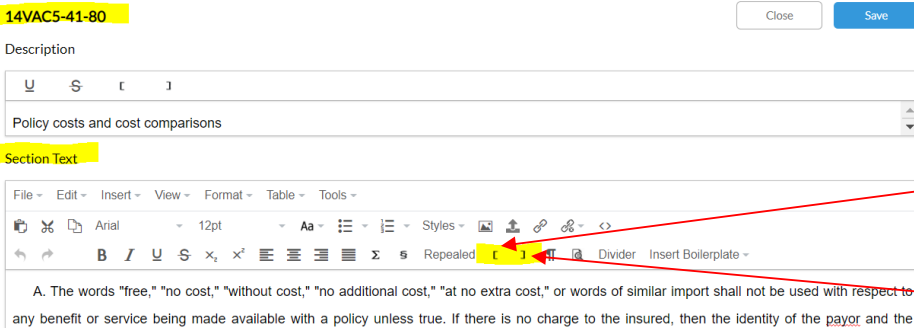 14VAC5-41-80 Close Save
Description
U S [ ]
Policy costs and cost comparisons
Section Text
File Edit Insert View Format Table Tools
Arial 12pt Aa Styles <>
B I U S X₂ X² Σ § Repealed [ ] ¶ Divider Insert Boilerplate
A. The words "free," "no cost," "without cost," "no additional cost," "at no extra cost," or words of similar import shall not be used with respect to
any benefit or service being made available with a policy unless true. If there is no charge to the insured, then the identity of the payor and the